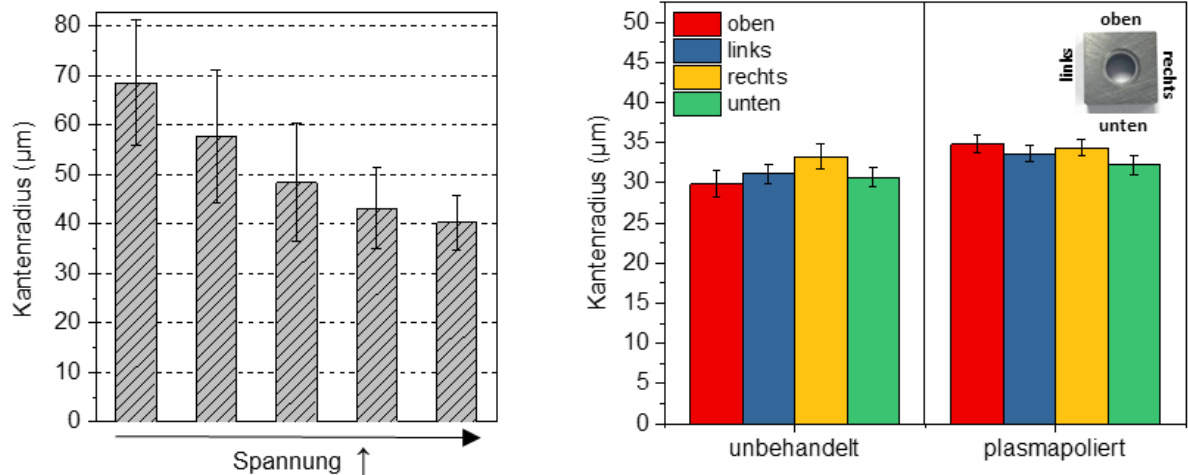 80
70
60
50
40
30
20
10
0
Kantenradius (µm)
Spannung ↑
50
45
40
35
30
25
20
15
10
5
0
Kantenradius (µm)
oben
links
rechts
unten
oben
links
rechts
unten
unbehandelt
plasmapoliert